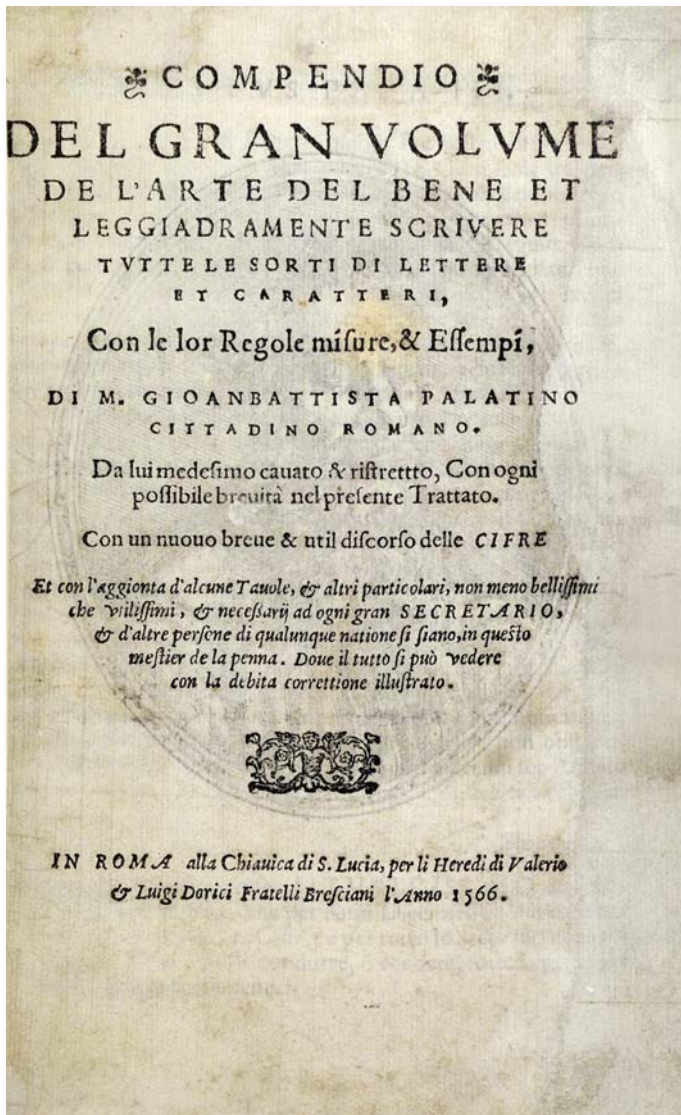 COMPENDIO
DEL GRAN VOLVME
DE L'ARTE DEL BENE ET
LEGGIADRAMENTE SCRIVERE
TVTTE LE SORTI DI LETTERE
ET CARATTERI,
Con le lor Regole miſure, & Eſſempi,
DI M. GIOANBATTISTA PALATINO
CITTADINO ROMANO.
Da lui medeſimo cauato & riſtrettto, Con ogni
poſſibile breuità nel preſente Trattato.
Con un nuouo breue & util diſcorſo delle CIFRE
Et con l'aggionta d'alcune Tauole, & altri particolari, non meno belliſſimi
che vtiliſſimi, & neceſſarij ad ogni gran SECRETARIO,
& d'altre perſene di qualunque natione ſi ſiano, in queſto
meſtier de la penna. Doue il tutto ſi può vedere
con la debita correttione illuſtrato.
IN ROMA alla Chiauica di S. Lucia, per li Heredi di Valerio
& Luigi Dorici Fratelli Breſciani l'Anno 1566.